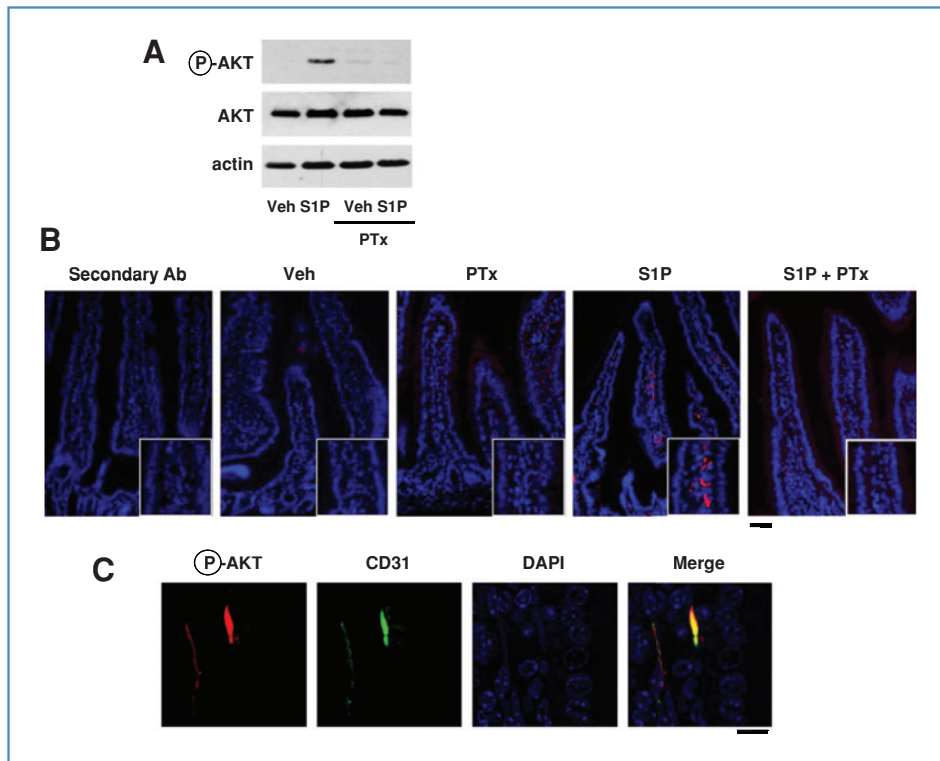 A
P-AKT
AKT
actin
Veh S1P Veh S1P
PTx
B
Secondary Ab Veh PTx S1P S1P + PTx
C
P-AKT CD31 DAPI Merge